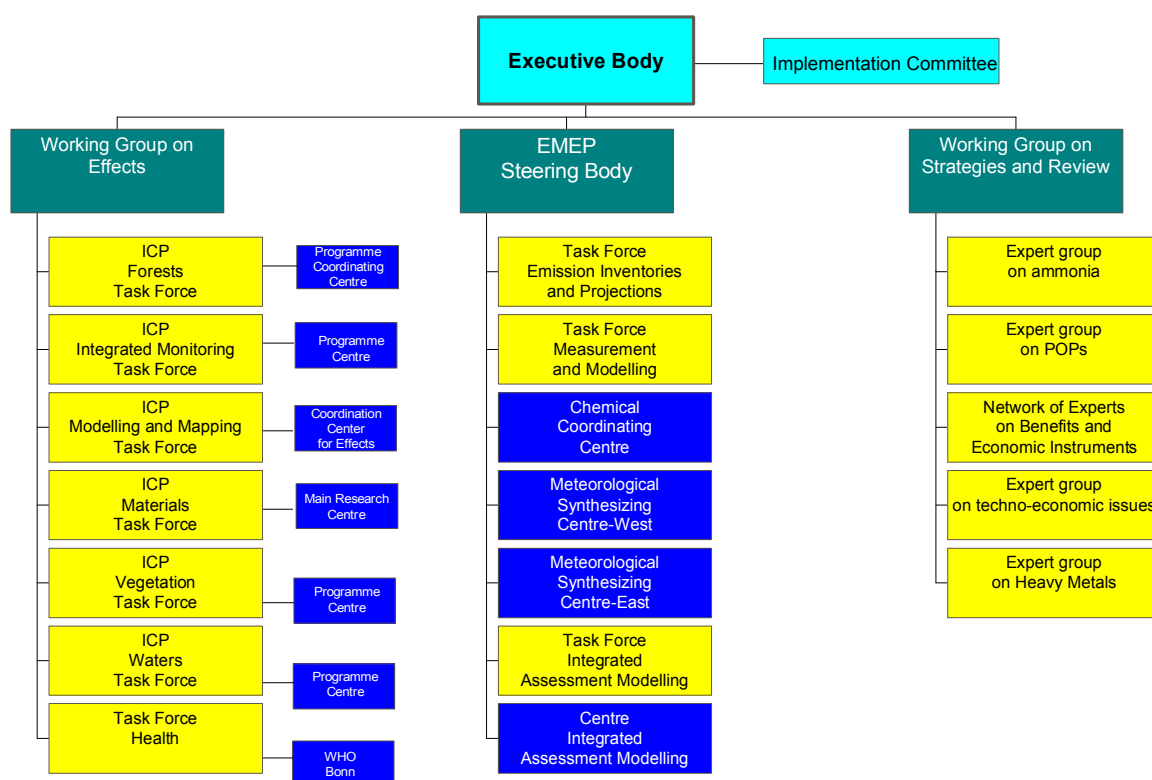 Executive Body
Implementation Committee
Working Group on
Effects
EMEP
Steering Body
Working Group on
Strategies and Review
ICP
Forests
Task Force
Programme
Coordinating
Centre
ICP
Integrated Monitoring
Task Force
Programme
Centre
ICP
Modelling and Mapping
Task Force
Coordination
Center
for Effects
ICP
Materials
Task Force
Main Research
Centre
ICP
Vegetation
Task Force
Programme
Centre
ICP
Waters
Task Force
Programme
Centre
Task Force
Health
WHO
Bonn
Task Force
Emission Inventories
and Projections
Task Force
Measurement
and Modelling
Chemical
Coordinating
Centre
Meteorological
Synthesizing
Centre-West
Meteorological
Synthesizing
Centre-East
Task Force
Integrated
Assessment Modelling
Centre
Integrated
Assessment Modelling
Expert group
on ammonia
Expert group
on POPs
Network of Experts
on Benefits and
Economic Instruments
Expert group
on techno-economic issues
Expert group
on Heavy Metals